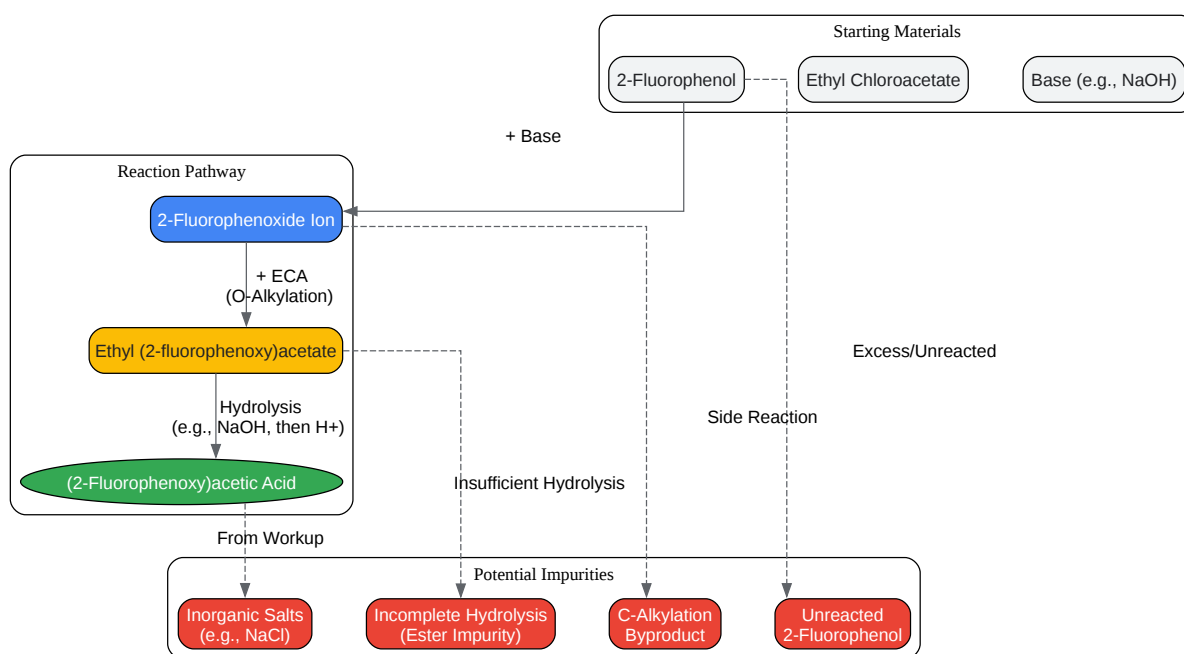 Starting Materials
2-Fluorophenol
Ethyl Chloroacetate
Base (e.g., NaOH)
+ Base
Reaction Pathway
2-Fluorophenoxide Ion
+ ECA
(O-Alkylation)
Ethyl (2-fluorophenoxy)acetate
Excess/Unreacted
Hydrolysis
(e.g., NaOH, then H+)
Side Reaction
(2-Fluorophenoxy)acetic Acid
Insufficient Hydrolysis
From Workup
Potential Impurities
Inorganic Salts
(e.g., NaCl)
Incomplete Hydrolysis
(Ester Impurity)
C-Alkylation
Byproduct
Unreacted
2-Fluorophenol